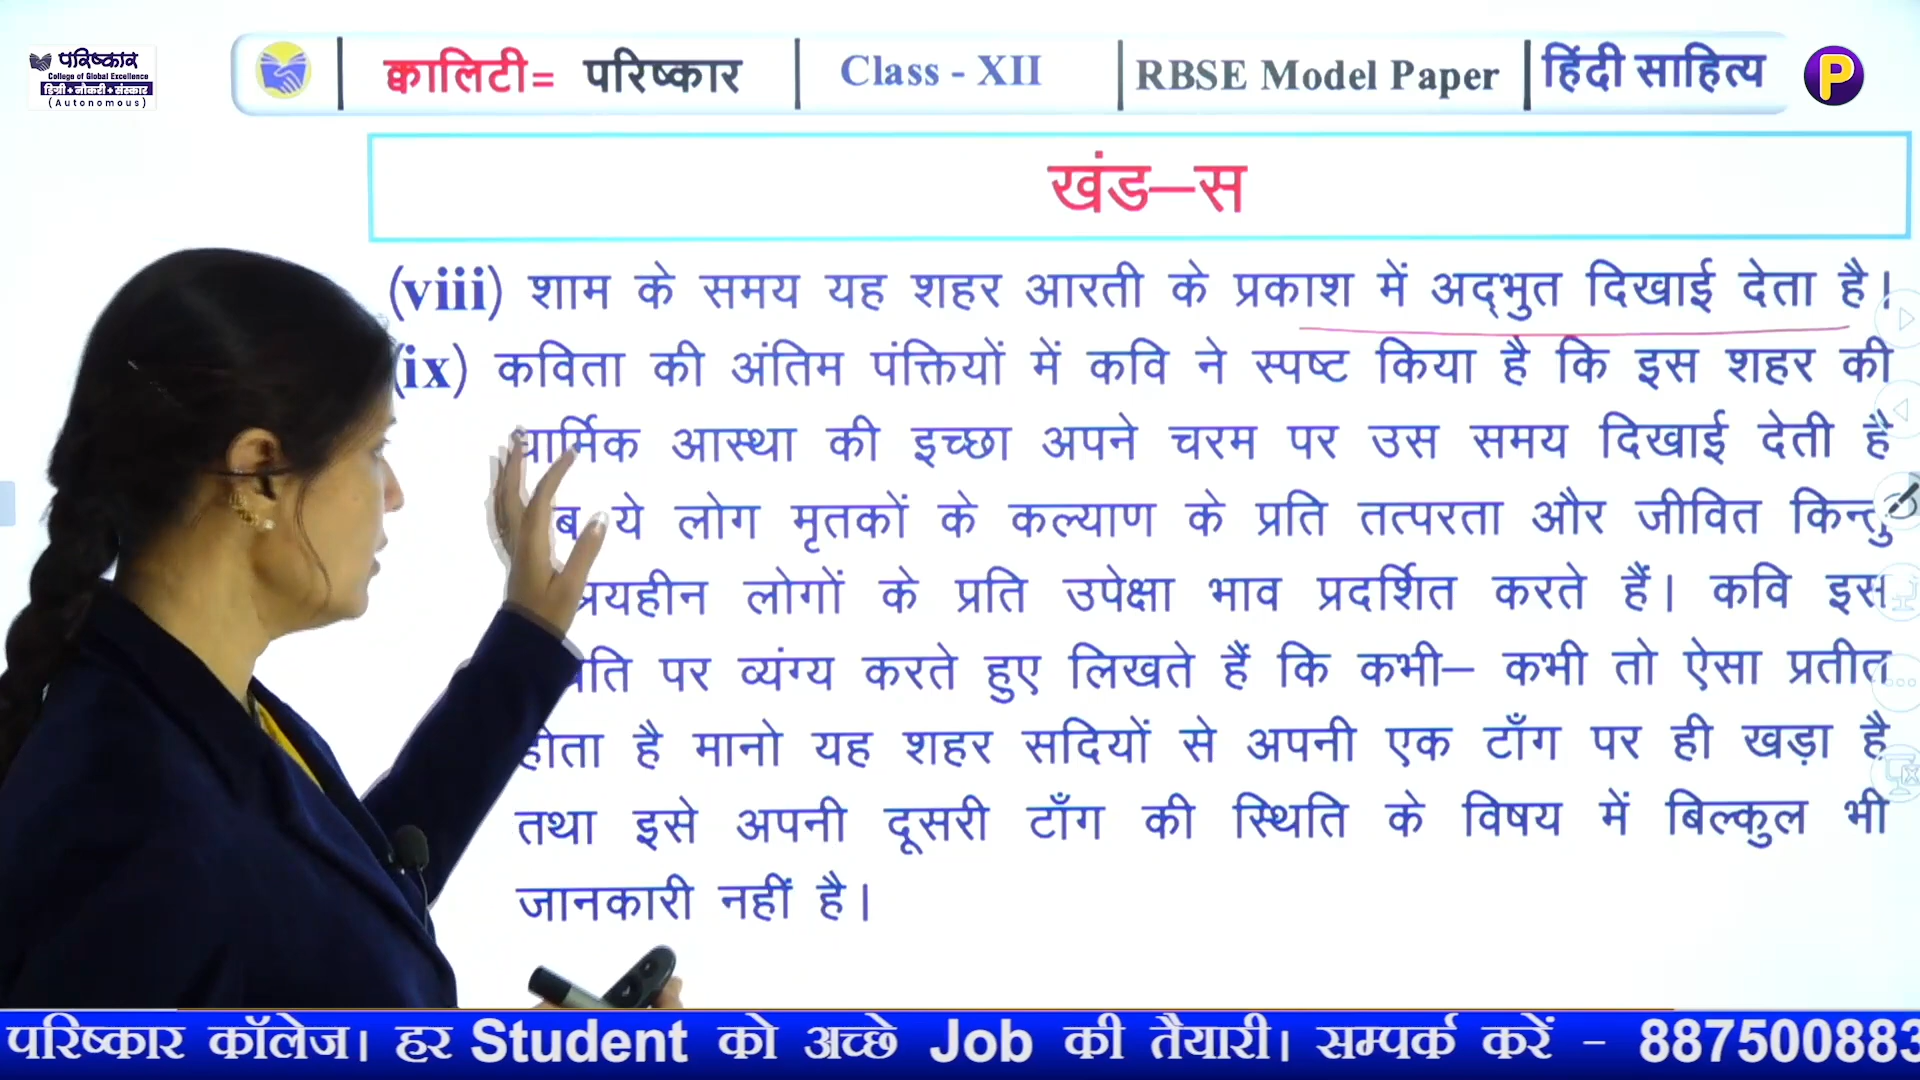 परिष्कार
College of Global Excellence
डिग्री + नौकरी + संस्कार
(Autonomous)
क्वालिटी= परिष्कार
Class - XII
RBSE Model Paper
हिंदी साहित्य
P
खंड–स
(viii) शाम के समय यह शहर आरती के प्रकाश में अद्भुत दिखाई देता है।
(ix) कविता की अंतिम पंक्तियों में कवि ने स्पष्ट किया है कि इस शहर की
आस्था की इच्छा अपने चरम पर उस समय दिखाई देती है
ये लोग मृतकों के कल्याण के प्रति तत्परता और जीवित किन्तु
लोगों के प्रति उपेक्षा भाव प्रदर्शित करते हैं। कवि इस
पर व्यंग्य करते हुए लिखते हैं कि कभी– कभी तो ऐसा प्रतीत
होता है मानो यह शहर सदियों से अपनी एक टाँग पर ही खड़ा है
तथा इसे अपनी दूसरी टाँग की स्थिति के विषय में बिल्कुल भी
जानकारी नहीं है।
परिष्कार कॉलेज। हर Student को अच्छे Job की तैयारी। सम्पर्क करें - 887500883